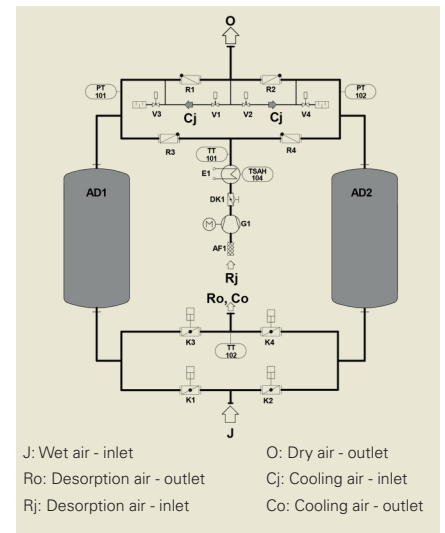 O
PT 101
R1
R2
PT 102
V3
Cj
V1
V2
Cj
V4
R3
TT 101
R4
E1
TSAH 104
AD1
AD2
DK1
M
G1
AF1
Rj
Ro, Co
K3
K4
TT 102
K1
K2
J
J: Wet air - inlet
O: Dry air - outlet
Ro: Desorption air - outlet
Cj: Cooling air - inlet
Rj: Desorption air - inlet
Co: Cooling air - outlet